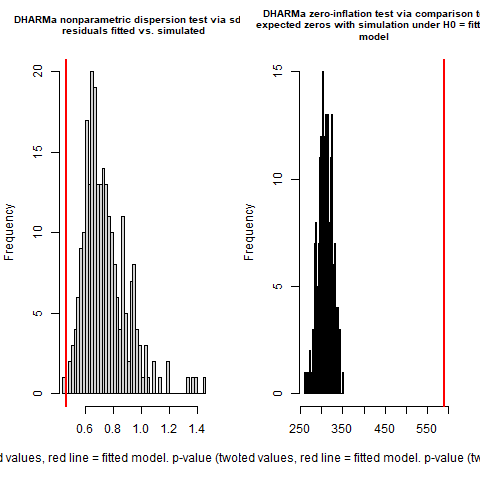 DHARMa nonparametric dispersion test via sd
residuals fitted vs. simulated
Frequency
0
5
10
15
20
0.6 0.8 1.0 1.2 1.4
d values, red line = fitted model. p-value (two
DHARMa zero-inflation test via comparison t
expected zeros with simulation under H0 = fitt
model
Frequency
0
5
10
15
250 350 450 550
ted values, red line = fitted model. p-value (tw